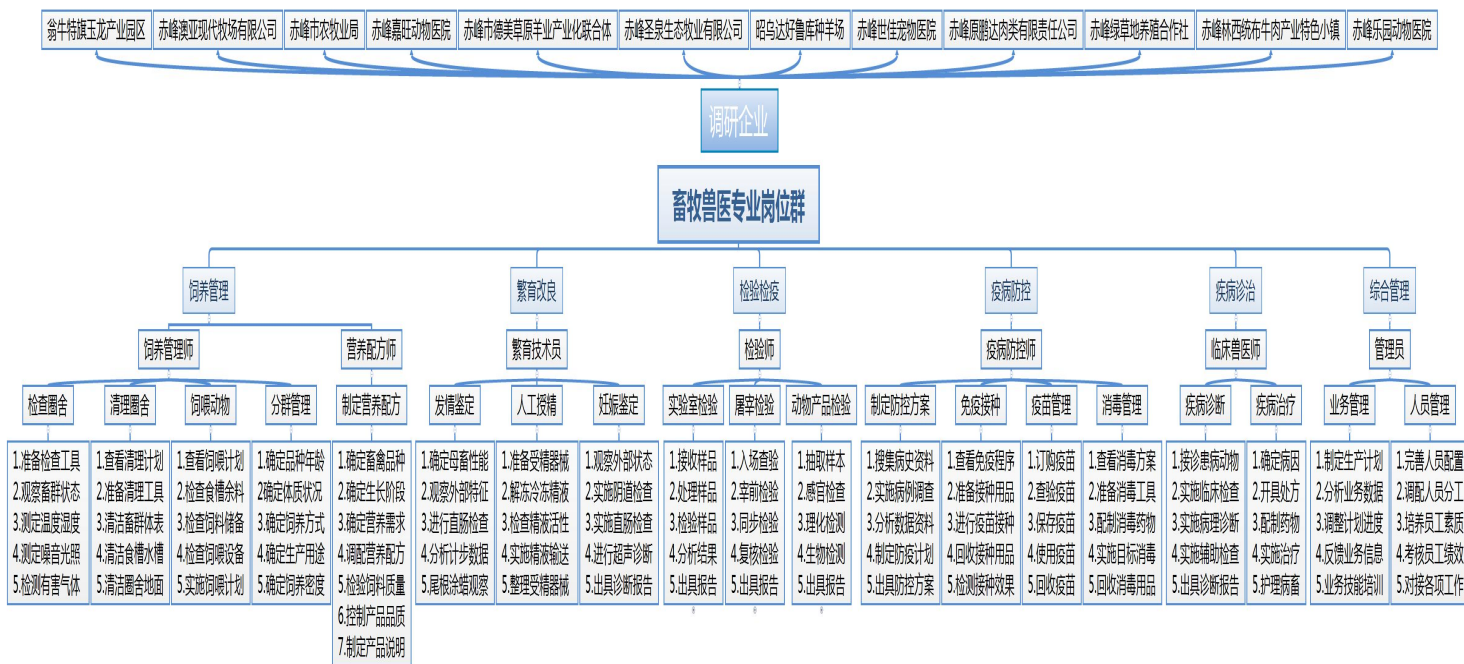 翁牛特旗玉龙产业园区
赤峰澳亚现代牧场有限公司
赤峰市农牧业局
赤峰嘉旺动物医院
赤峰市德美草原羊业产业化联合体
赤峰圣泉生态牧业有限公司
昭乌达好鲁库种羊场
赤峰世佳宠物医院
赤峰原鹏达肉类有限责任公司
赤峰绿草地养殖合作社
赤峰林西统布牛肉产业特色小镇
赤峰乐园动物医院
调研企业
畜牧兽医专业岗位群
饲养管理
繁育改良
检验检疫
疫病防控
疾病诊治
综合管理
饲养管理师
营养配方师
繁育技术员
检验师
疫病防控师
临床兽医师
管理员
检查圈舍
清理圈舍
饲喂动物
分群管理
制定营养配方
发情鉴定
人工授精
妊娠鉴定
实验室检验
屠宰检验
动物产品检验
制定防控方案
免疫接种
疫苗管理
消毒管理
疾病诊断
疾病治疗
业务管理
人员管理
1.准备检查工具
2.观察畜群状态
3.测定温度湿度
4.测定噪音光照
5.检测有害气体
1.查看清理计划
2.准备清理工具
3.清洁畜群体表
4.清洁食槽水槽
5.清洁圈舍地面
1.查看饲喂计划
2.检查食槽余料
3.检查饲料储备
4.检查饲喂设备
5.实施饲喂计划
1.确定品种年龄
2确定体质状况
3.确定饲养方式
4.确定生产用途
5.确定饲养密度
1.确定畜禽品种
2.确定生长阶段
3.确定营养需求
4.调配营养配方
5.检验饲料质量
6.控制产品品质
7.制定产品说明
1.确定母畜性能
2.观察外部特征
3.进行直肠检查
4.分析计步数据
5.尾根涂蜡观察
1.准备受精器械
2.解冻冷冻精液
3.检查精液活性
4.实施精液输送
5.整理受精器械
1.观察外部状态
2.实施阴道检查
3.实施直肠检查
4.进行超声诊断
5.出具诊断报告
1.接收样品
2.处理样品
3.检验样品
4.分析结果
5.出具报告
1.入场查验
2.宰前检验
3.同步检验
4.复核检验
5.出具报告
1.抽取样本
2.感官检查
3.理化检测
4.生物检测
5.出具报告
1.搜集病史资料
2.实施病例调查
3.分析数据资料
4.制定防疫计划
5.出具防控方案
1.查看免疫程序
2.准备接种用品
3.进行疫苗接种
4.回收接种用品
5.检测接种效果
1.订购疫苗
2.查验疫苗
3.保存疫苗
4.使用疫苗
5.回收疫苗
1.查看消毒方案
2.准备消毒工具
3.配制消毒药物
4.实施目标消毒
5.回收消毒用品
1.接诊患病动物
2.实施临床检查
3.实施病理诊断
4.实施辅助检查
5.出具诊断报告
1.确定病因
2.开具处方
3.配制药物
4.实施治疗
5.护理病畜
1.制定生产计划
2.分析业务数据
3.调整计划进度
4.反馈业务信息
5.业务技能培训
1.完善人员配置
2.调配人员分工
3.培养员工素质
4.考核员工绩效
5.对接各项工作